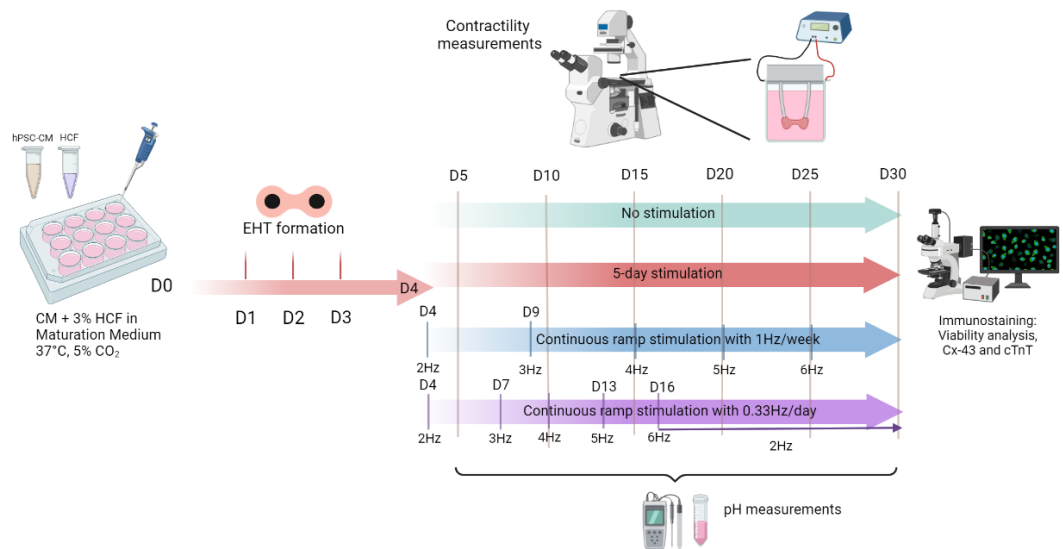 Contractility
measurements
hPSC-CM HCF
D5 D10 D15 D20 D25 D30
No stimulation
EHT formation
5-day stimulation
D0
D4
D1 D2 D3
CM + 3% HCF in
Maturation Medium
37°C, 5% CO₂
D4 D9
Continuous ramp stimulation with 1Hz/week
2Hz 3Hz 4Hz 5Hz 6Hz
Immunostaining:
Viability analysis,
Cx-43 and cTnT
D4 D7 D13 D16
Continuous ramp stimulation with 0.33Hz/day
2Hz 3Hz 4Hz 5Hz 6Hz 2Hz
pH measurements